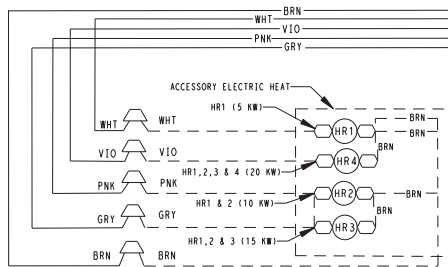 BRN
WHT
VIO
PNK
GRY
ACCESSORY ELECTRIC HEAT
HR1 (5 KW)
BRN
WHT WHT HR1 BRN
BRN
VIO VIO HR4
HR1,2,3 & 4 (20 KW)
PNK PNK HR2 BRN
HR1 & 2 (10 KW)
BRN
GRY GRY HR3
HR1,2 & 3 (15 KW)
BRN BRN